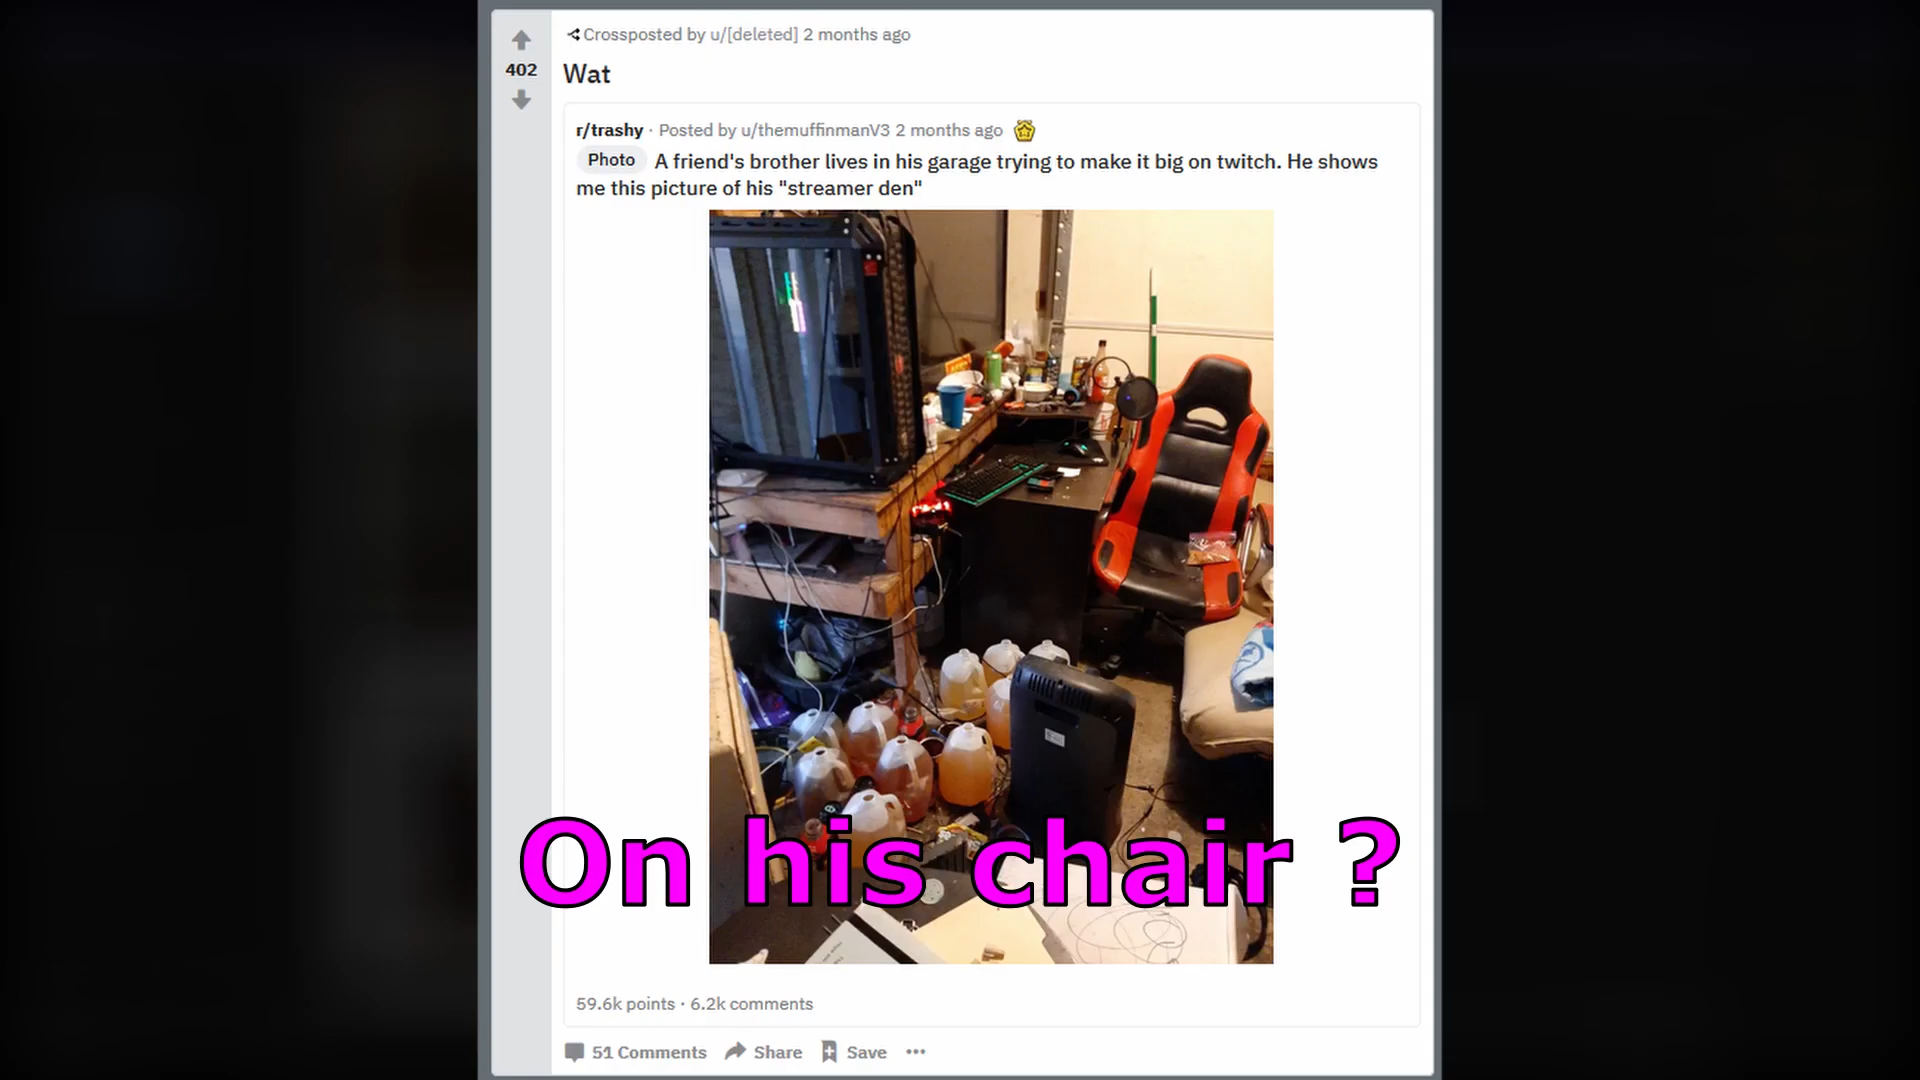 Crossposted by u/[deleted] 2 months ago
402
Wat
r/trashy · Posted by u/themuffinmanV3 2 months ago
Photo A friend's brother lives in his garage trying to make it big on twitch. He shows
me this picture of his "streamer den"
On his chair ?
59.6k points · 6.2k comments
51 Comments Share Save ...